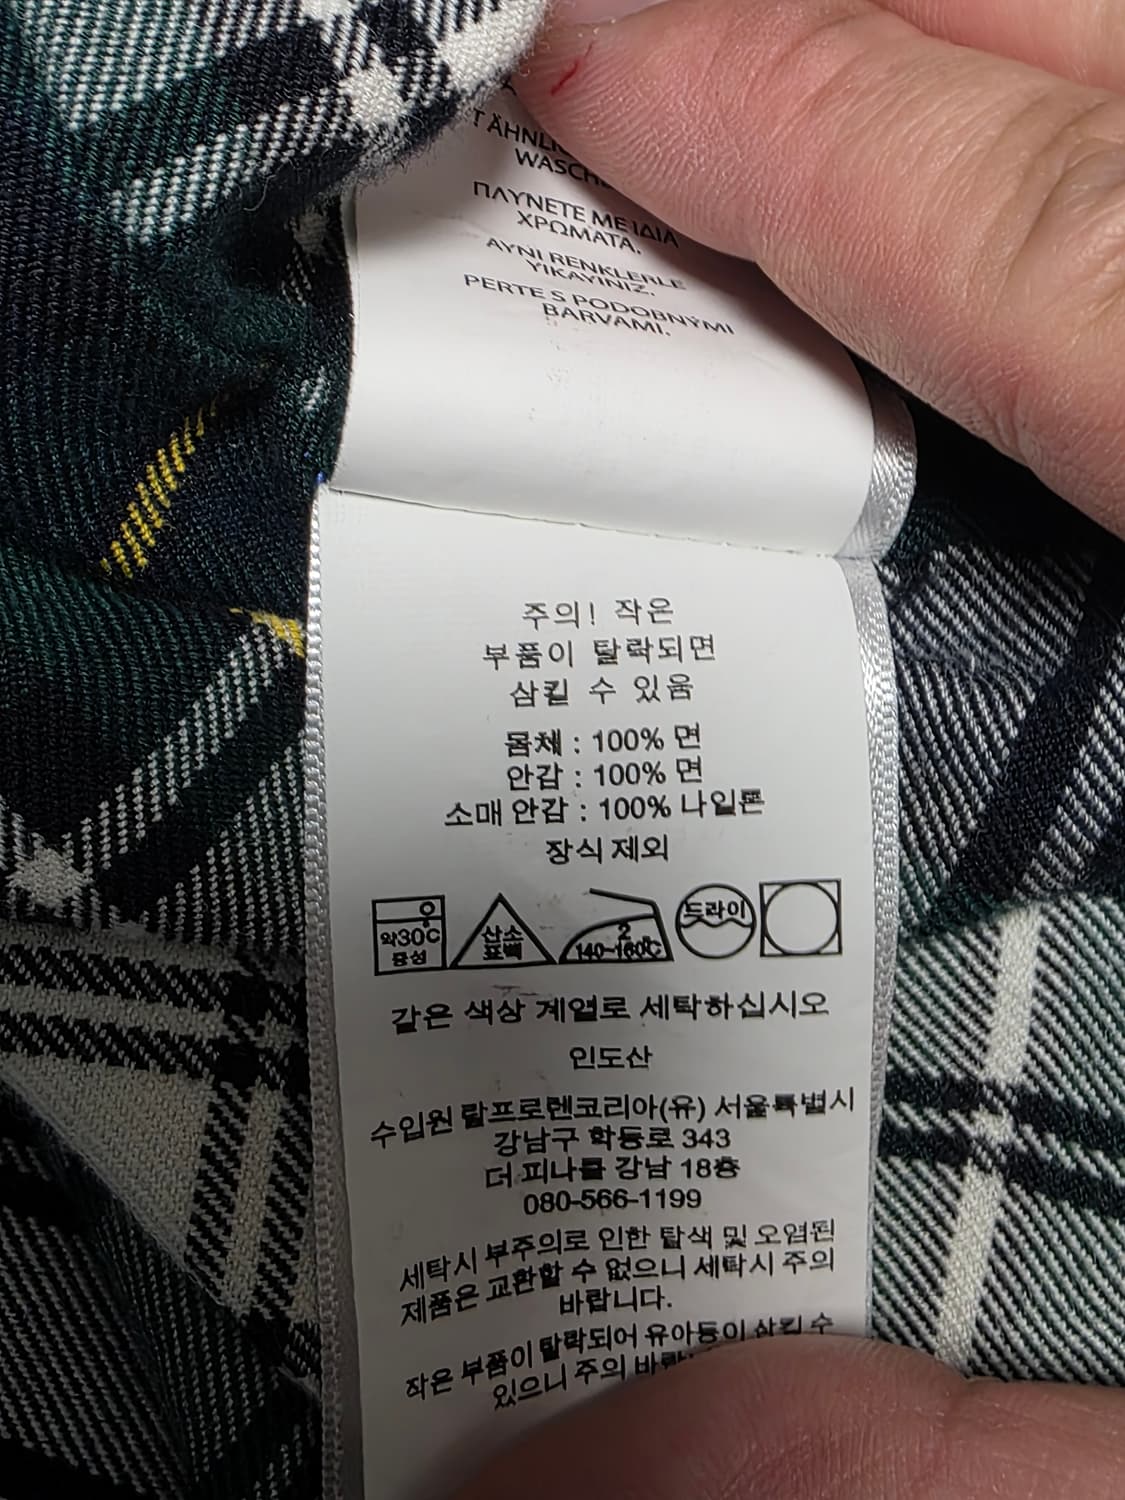 T ÄHNLI
WASCHE
ΠΛΥΝΕΤΕ ΜΕ ΙΔΙΑ
ΧΡΩΜΑΤΑ.
AYNI RENKLERLE
YIKAYINIZ.
PERTE S PODOBNÝMI
BARVAMI.
주의! 작은
부품이 탈락되면
삼킬 수 있음
몸체 : 100% 면
안감 : 100% 면
소매 안감 : 100% 나일론
장식 제외
약30℃
중성
산소
표백
2
140~160℃
드라이
같은 색상 계열로 세탁하십시오
인도산
수입원 랄프로렌코리아(유) 서울특별시
강남구 학동로 343
더 피나클 강남 18층
080-566-1199
세탁시 부주의로 인한 탈색 및 오염된
제품은 교환할 수 없으니 세탁시 주의
바랍니다.
작은 부품이 탈락되어 유아등이 삼킬 수
있으니 주의 바랍